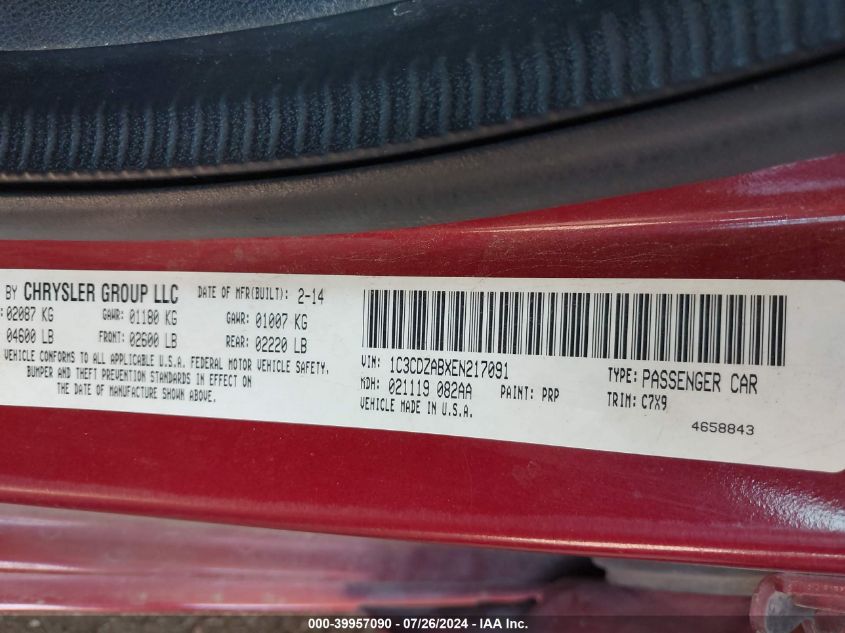 BY CHRYSLER GROUP LLC DATE OF MFR(BUILT): 2-14
: 02087 KG GAWR: 01180 KG GAWR: 01007 KG
04600 LB FRONT: 02600 LB REAR: 02220 LB
VEHICLE CONFORMS TO ALL APPLICABLE U.S.A. FEDERAL MOTOR VEHICLE SAFETY,
BUMPER AND THEFT PREVENTION STANDARDS IN EFFECT ON
THE DATE OF MANUFACTURE SHOWN ABOVE.
VIN: 1C3CDZABXEN217091 TYPE: PASSENGER CAR
MDH: 021119 082AA PAINT: PRP TRIM: C7X9
VEHICLE MADE IN U.S.A.
4658843
000-39957090 - 07/26/2024 - IAA Inc.